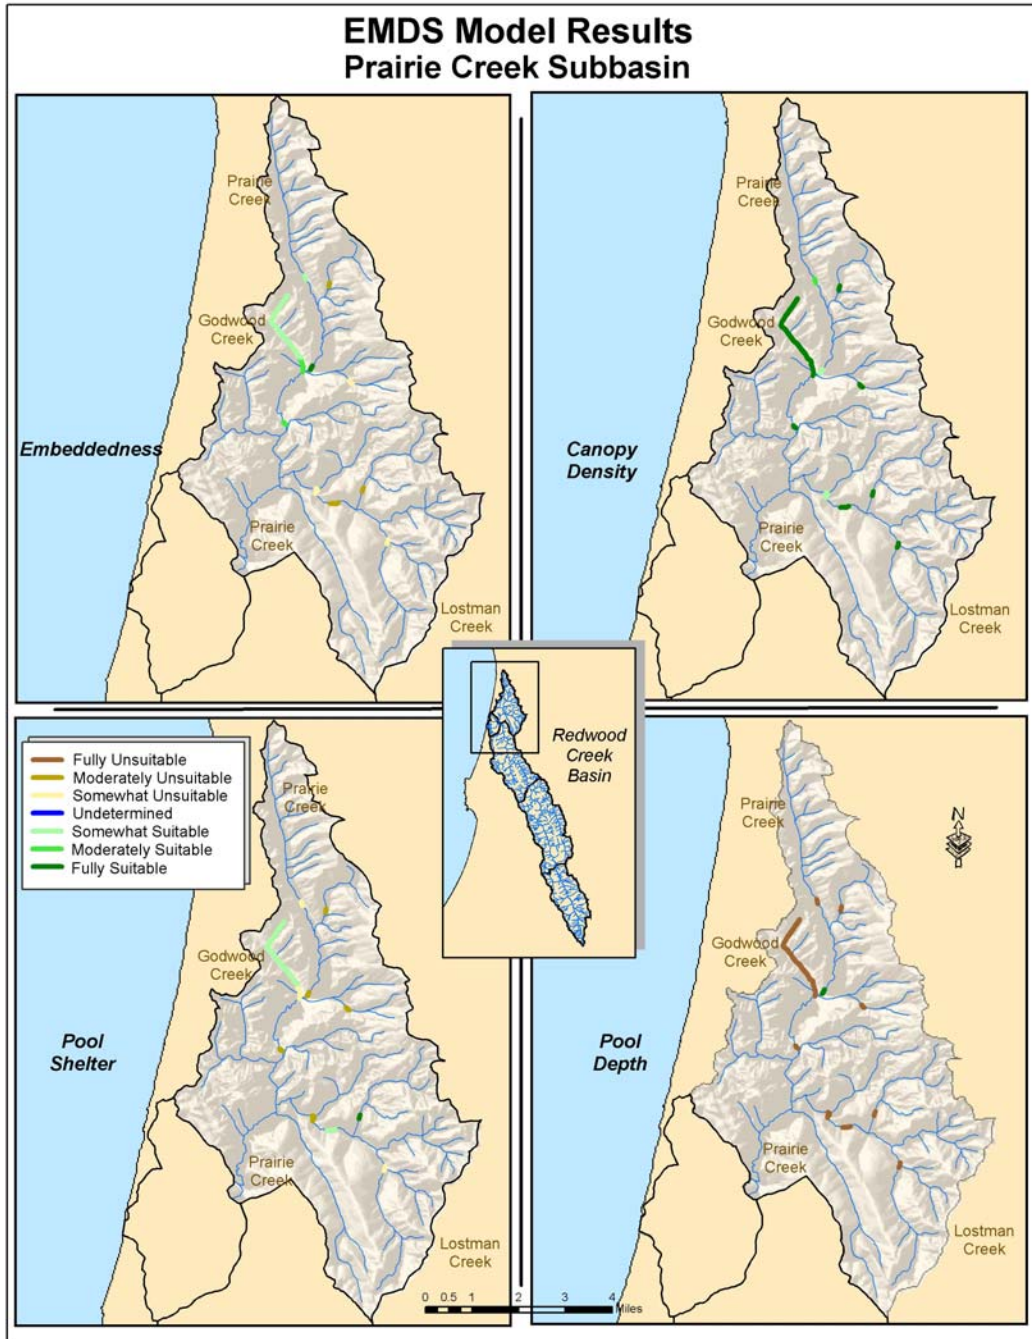 EMDS Model Results
Prairie Creek Subbasin
Prairie
Creek
Godwood
Creek
Embeddedness
Prairie
Creek
Lostman
Creek
Prairie
Creek
Godwood
Creek
Canopy
Density
Prairie
Creek
Lostman
Creek
Redwood
Creek
Basin
Fully Unsuitable
Moderately Unsuitable
Somewhat Unsuitable
Undetermined
Somewhat Suitable
Moderately Suitable
Fully Suitable
Prairie
Creek
Godwood
Creek
Pool
Shelter
Prairie
Creek
Lostman
Creek
Prairie
Creek
N
Godwood
Creek
Pool
Depth
Prairie
Creek
Lostman
Creek
0 0.5 1 2 3 4
Miles